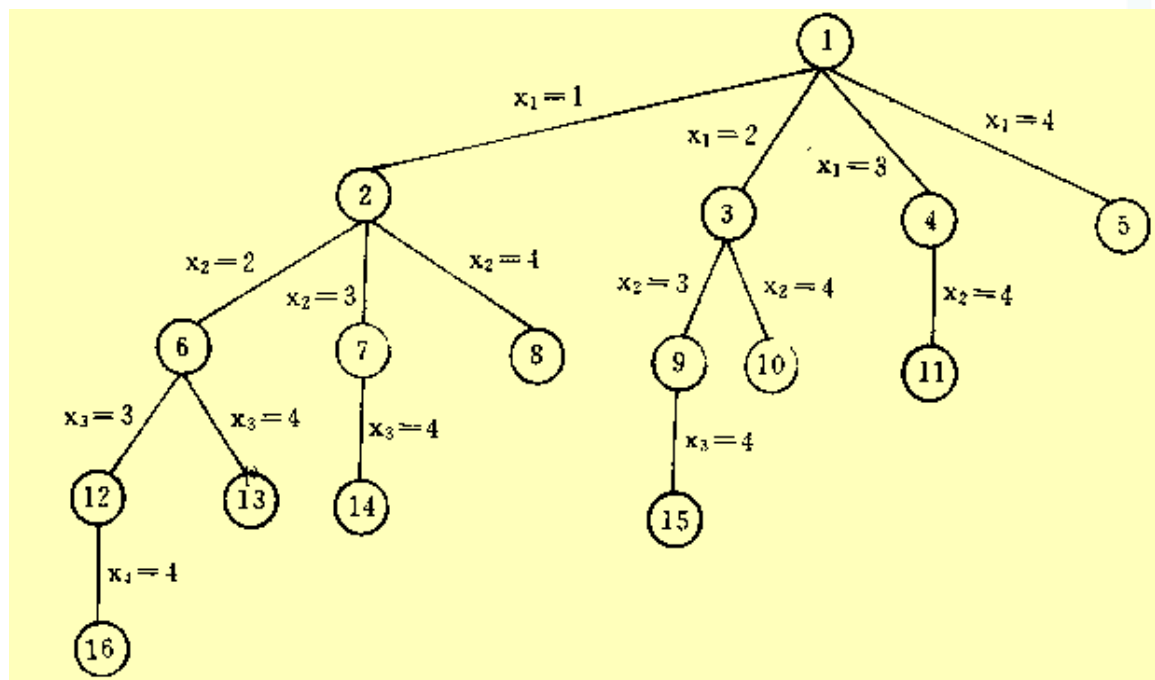 1
x₁=1
x₁=2
x₁=3
x₁=4
2
3
4
5
x₂=2
x₂=3
x₂=4
x₂=3
x₂=4
x₂=4
6
7
8
9
10
11
x₃=3
x₃=4
x₃=4
x₃=4
12
13
14
15
x₄=4
16